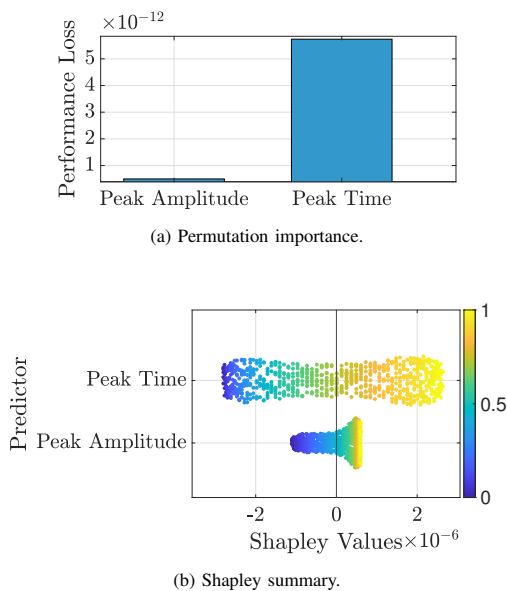 ×10⁻¹²
Performance Loss
5
4
3
2
1
Peak Amplitude Peak Time
(a) Permutation importance.
Predictor
Peak Time
Peak Amplitude
1
0.5
0
-2 0 2
Shapley Values ×10⁻⁶
(b) Shapley summary.